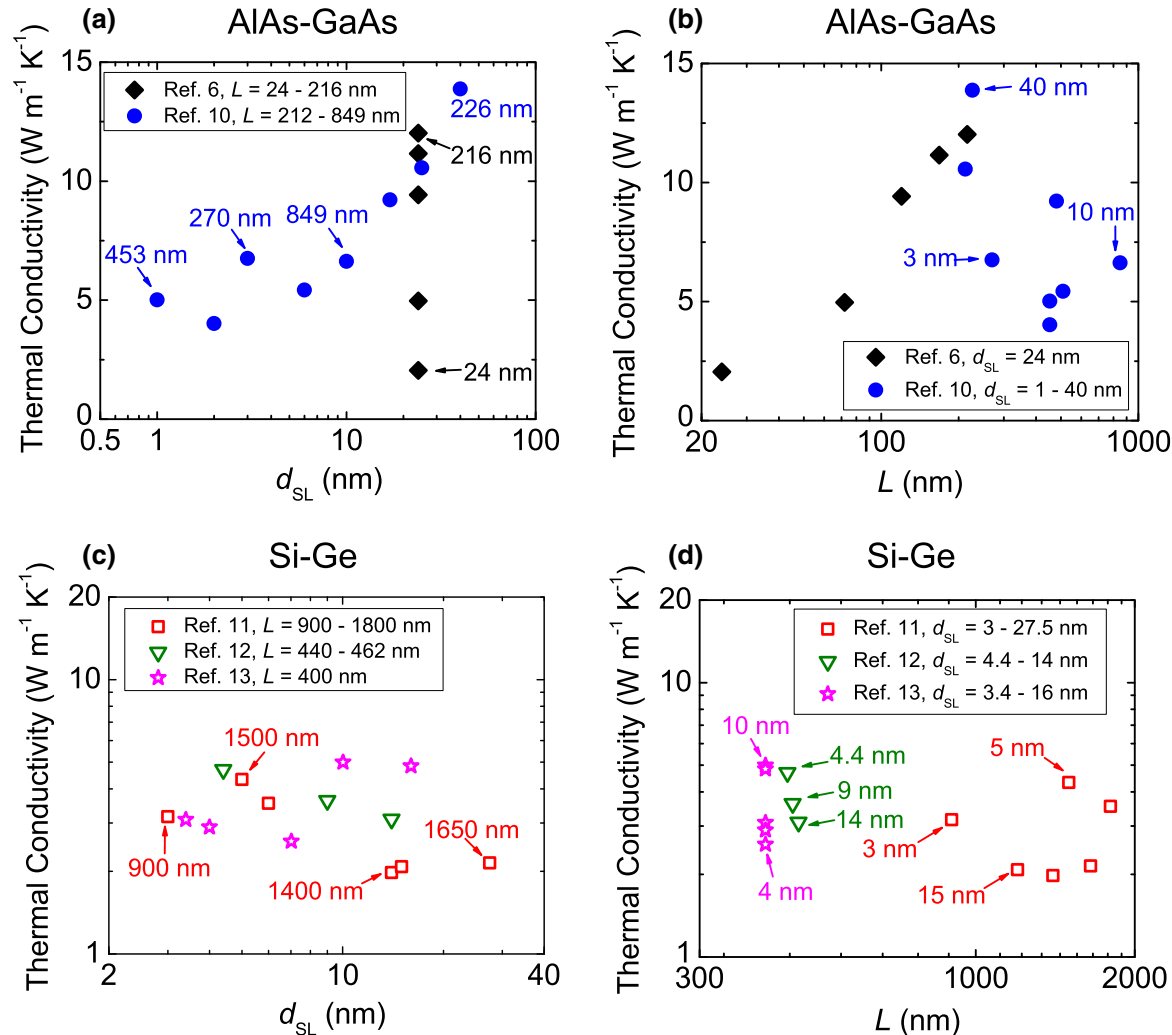 (a) AlAs-GaAs
Thermal Conductivity (W m⁻¹ K⁻¹)
15
10
5
0
◆ Ref. 6, L = 24 - 216 nm
● Ref. 10, L = 212 - 849 nm
226 nm
216 nm
849 nm
270 nm
453 nm
24 nm
0.5 1 10 100
d_SL (nm)
(b) AlAs-GaAs
Thermal Conductivity (W m⁻¹ K⁻¹)
15
10
5
0
40 nm
10 nm
3 nm
◆ Ref. 6, d_SL = 24 nm
● Ref. 10, d_SL = 1 - 40 nm
20 100 1000
L (nm)
(c) Si-Ge
Thermal Conductivity (W m⁻¹ K⁻¹)
20
10
1
□ Ref. 11, L = 900 - 1800 nm
▽ Ref. 12, L = 440 - 462 nm
☆ Ref. 13, L = 400 nm
1500 nm
1650 nm
900 nm
1400 nm
2 10 40
d_SL (nm)
(d) Si-Ge
Thermal Conductivity (W m⁻¹ K⁻¹)
20
10
1
□ Ref. 11, d_SL = 3 - 27.5 nm
▽ Ref. 12, d_SL = 4.4 - 14 nm
☆ Ref. 13, d_SL = 3.4 - 16 nm
10 nm
4.4 nm
5 nm
9 nm
14 nm
3 nm
4 nm
15 nm
300 1000 2000
L (nm)